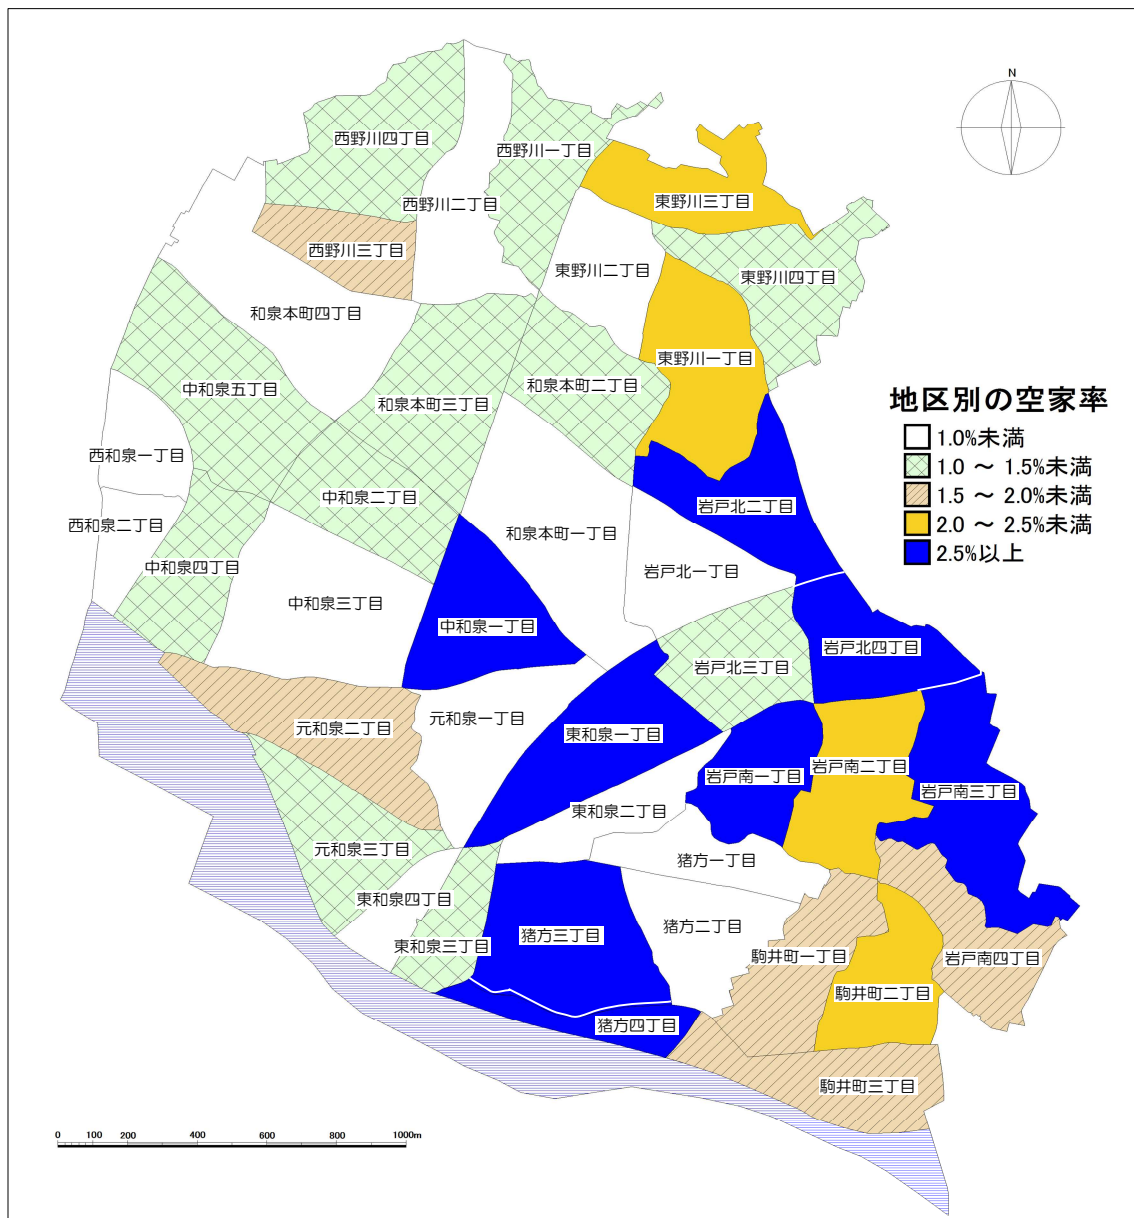 N
西野川四丁目
西野川一丁目
西野川二丁目
東野川三丁目
西野川三丁目
東野川二丁目
東野川四丁目
和泉本町四丁目
東野川一丁目
中和泉五丁目
和泉本町三丁目
和泉本町二丁目
地区別の空家率
1.0%未満
1.0 ～ 1.5%未満
1.5 ～ 2.0%未満
2.0 ～ 2.5%未満
2.5%以上
西和泉一丁目
中和泉二丁目
岩戸北二丁目
西和泉二丁目
和泉本町一丁目
中和泉四丁目
岩戸北一丁目
中和泉三丁目
中和泉一丁目
岩戸北四丁目
岩戸北三丁目
元和泉一丁目
元和泉二丁目
東和泉一丁目
岩戸南二丁目
岩戸南一丁目
岩戸南三丁目
東和泉二丁目
元和泉三丁目
猪方一丁目
東和泉四丁目
猪方二丁目
猪方三丁目
東和泉三丁目
駒井町一丁目
岩戸南四丁目
駒井町二丁目
猪方四丁目
駒井町三丁目
0 100 200 400 600 800 1000m